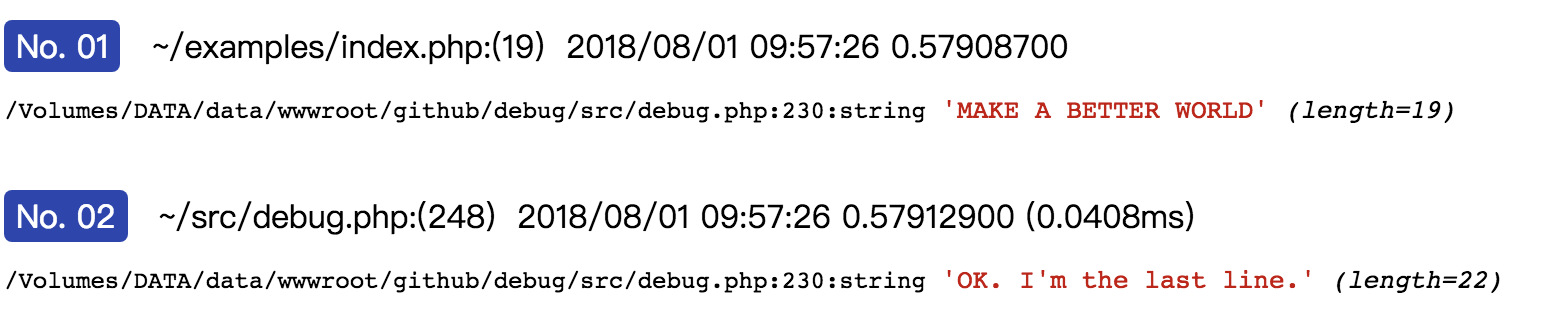 No. 01 ~/examples/index.php:(19) 2018/08/01 09:57:26 0.57908700
/Volumes/DATA/data/wwwroot/github/debug/src/debug.php:230:string 'MAKE A BETTER WORLD' (length=19)
No. 02 ~/src/debug.php:(248) 2018/08/01 09:57:26 0.57912900 (0.0408ms)
/Volumes/DATA/data/wwwroot/github/debug/src/debug.php:230:string 'OK. I'm the last line.' (length=22)